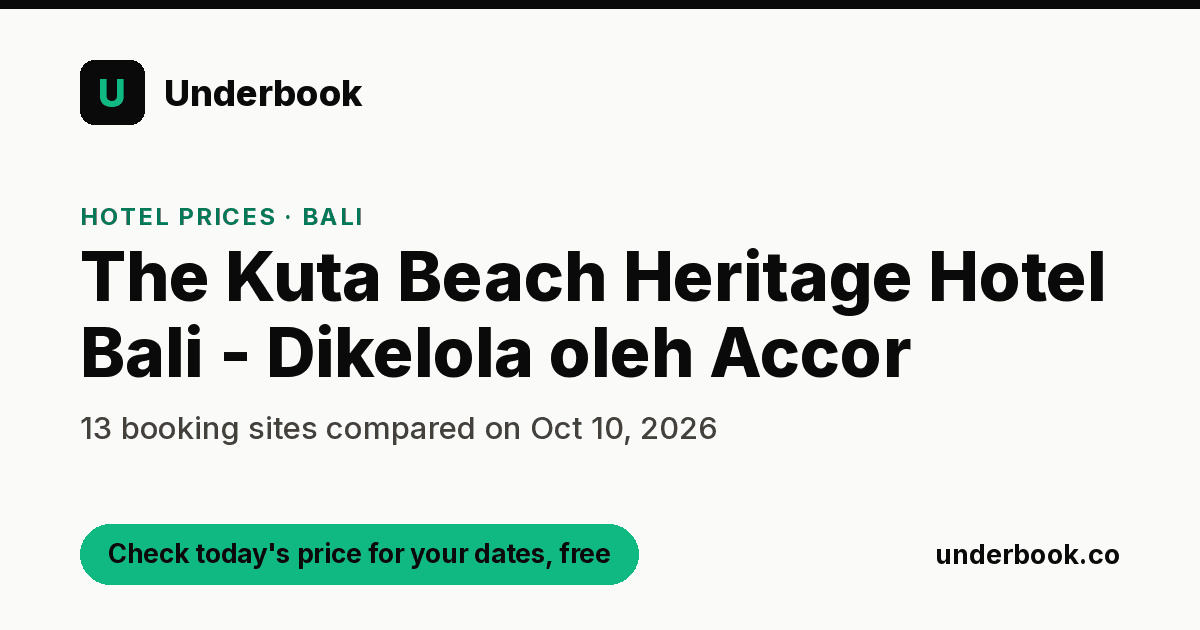 U
Underbook
HOTEL PRICES · BALI
The Kuta Beach Heritage Hotel
Bali - Dikelola oleh Accor
13 booking sites compared on Oct 10, 2026
Check today's price for your dates, free
underbook.co